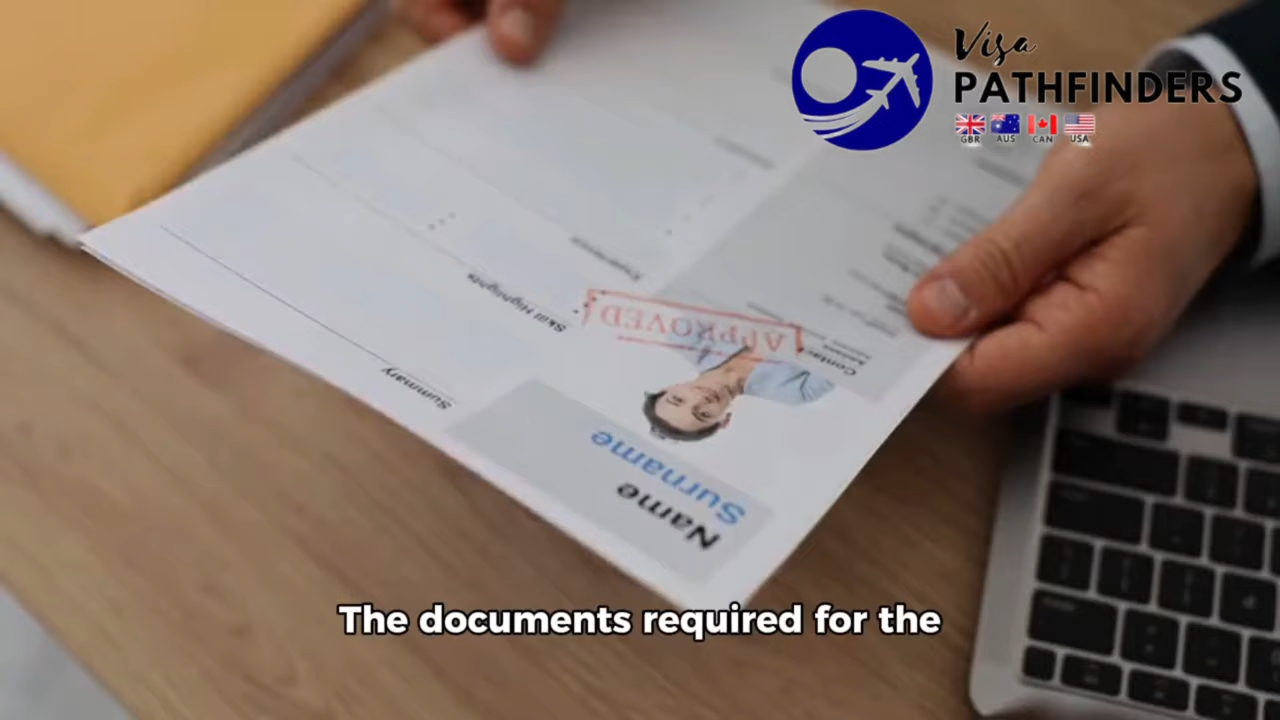 Visa
PATHFINDERS
GBR AUS CAN USA
APPROVED
Skill Highlights
Summary
Name
Surname
The documents required for the